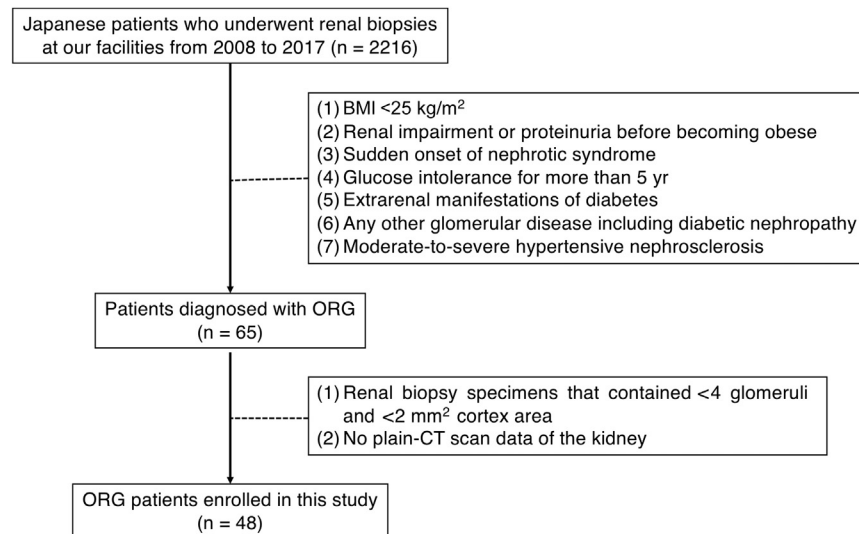 Japanese patients who underwent renal biopsies
at our facilities from 2008 to 2017 (n = 2216)
(1) BMI <25 kg/m²
(2) Renal impairment or proteinuria before becoming obese
(3) Sudden onset of nephrotic syndrome
(4) Glucose intolerance for more than 5 yr
(5) Extrarenal manifestations of diabetes
(6) Any other glomerular disease including diabetic nephropathy
(7) Moderate-to-severe hypertensive nephrosclerosis
Patients diagnosed with ORG
(n = 65)
(1) Renal biopsy specimens that contained <4 glomeruli
and <2 mm² cortex area
(2) No plain-CT scan data of the kidney
ORG patients enrolled in this study
(n = 48)